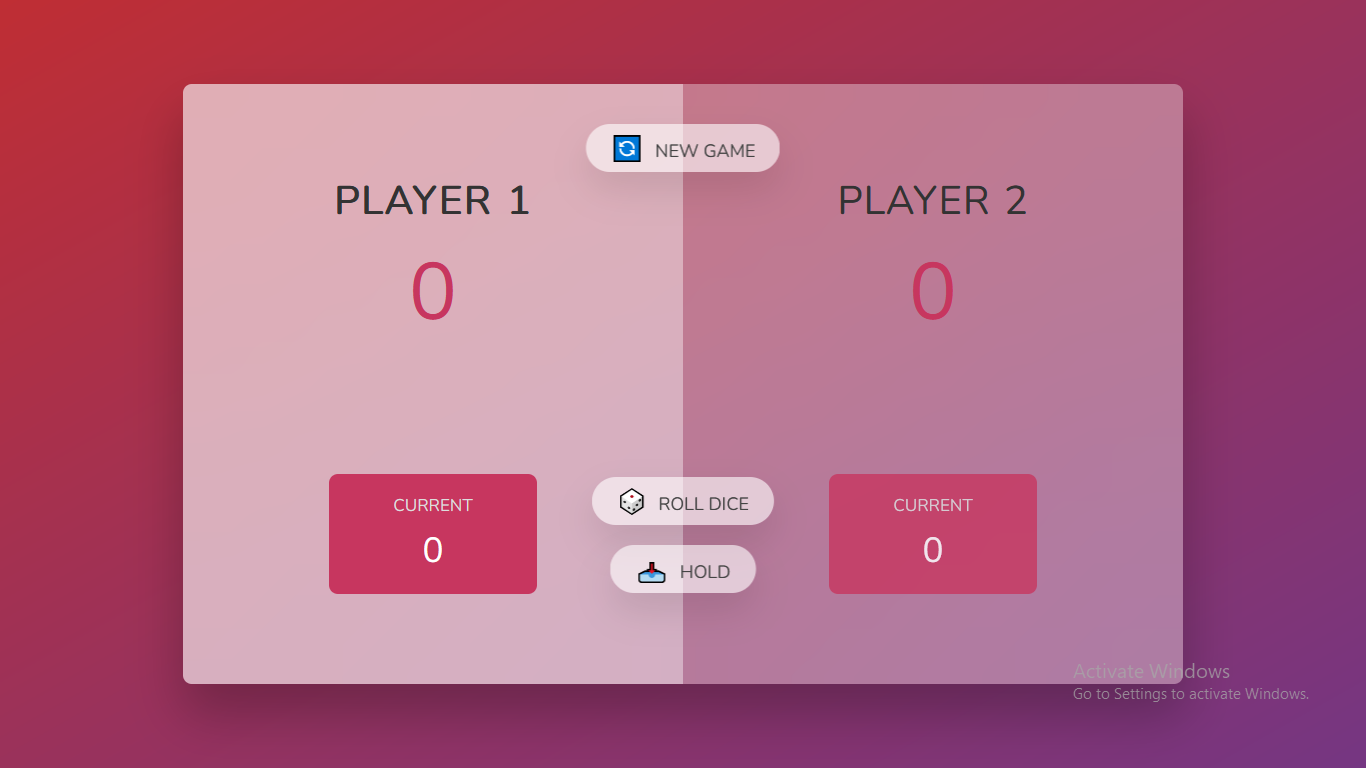 NEW GAME
PLAYER 1
PLAYER 2
0
0
CURRENT
0
ROLL DICE
HOLD
CURRENT
0
Activate Windows
Go to Settings to activate Windows.